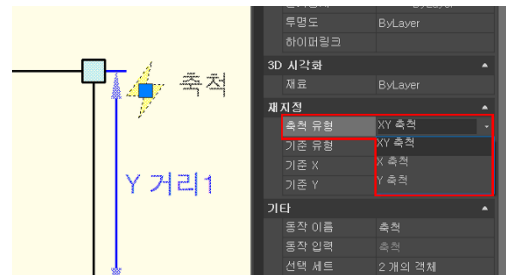 축척
Y 거리1
투명도 ByLayer
하이퍼링크
3D 시각화
재료 ByLayer
재지정
축척 유형 XY 축척
기준 유형 XY 축척
기준 X X 축척
기준 Y Y 축척
기타
동작 이름 축척
동작 입력 축척
선택 세트 2 개의 객체